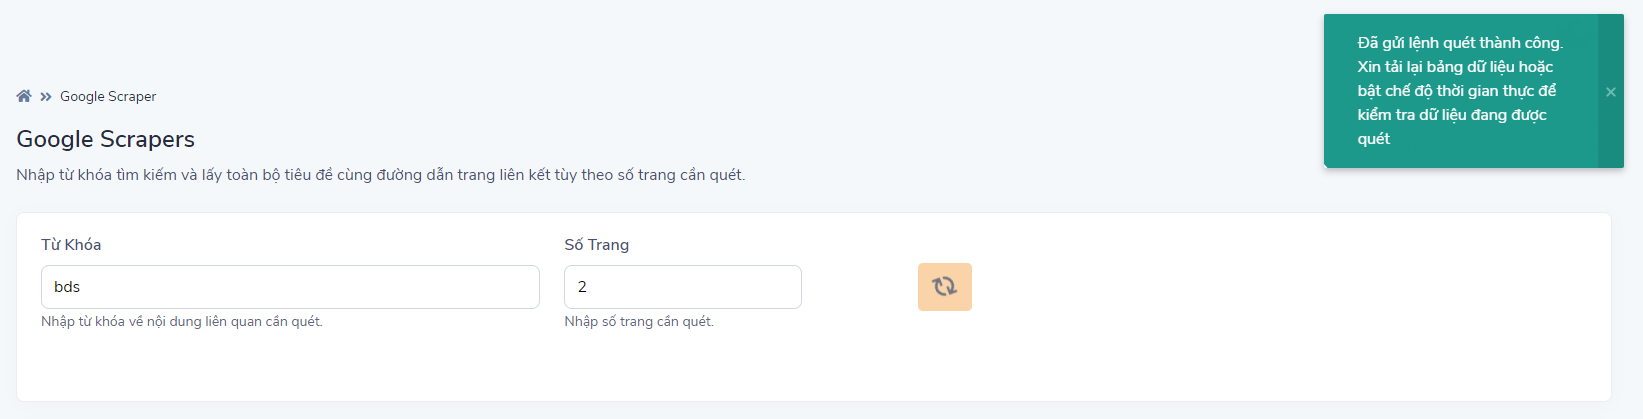 Đã gửi lệnh quét thành công.
Xin tải lại bảng dữ liệu hoặc
bật chế độ thời gian thực để
kiểm tra dữ liệu đang được
quét
Google Scraper
Google Scrapers
Nhập từ khóa tìm kiếm và lấy toàn bộ tiêu đề cùng đường dẫn trang liên kết tùy theo số trang cần quét.
Từ Khóa
bds
Nhập từ khóa về nội dung liên quan cần quét.
Số Trang
2
Nhập số trang cần quét.